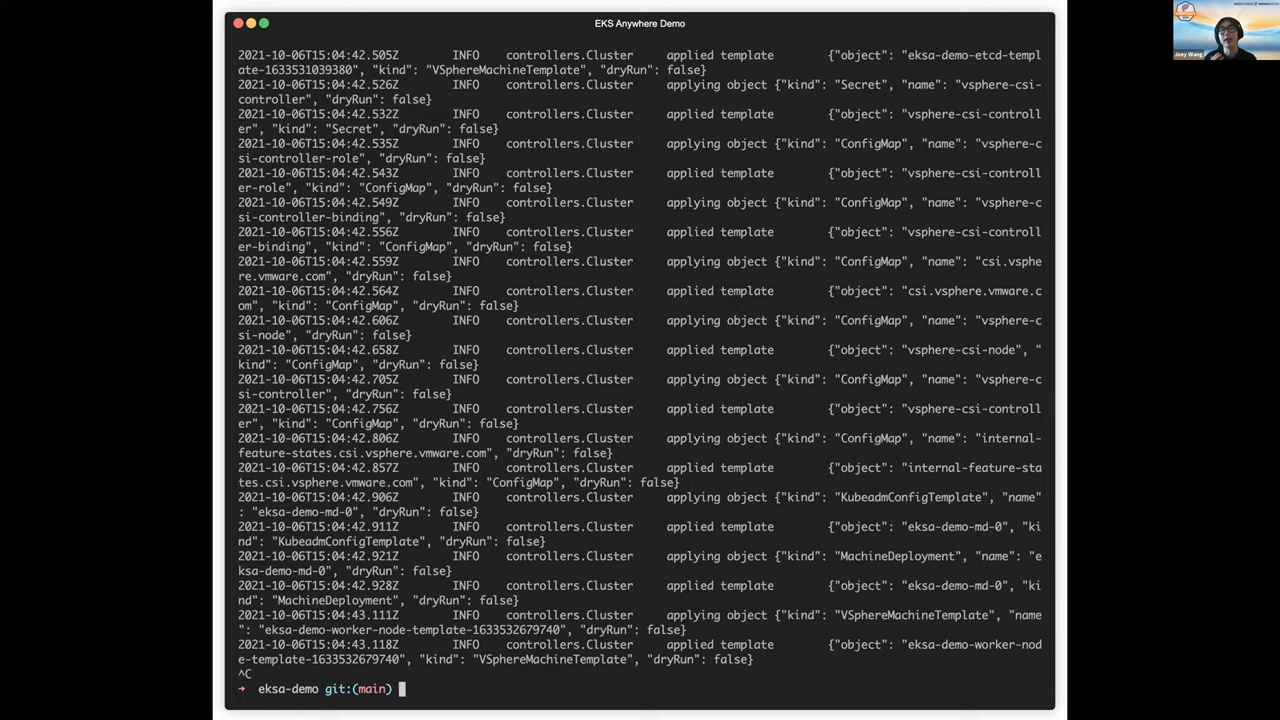 EKS Anywhere Demo
2021-10-06T15:04:42.505Z INFO controllers.Cluster applied template {"object": "eksa-demo-etcd-templ
ate-1633531039380", "kind": "VSphereMachineTemplate", "dryRun": false}
2021-10-06T15:04:42.526Z INFO controllers.Cluster applying object {"kind": "Secret", "name": "vsphere-csi-
controller", "dryRun": false}
2021-10-06T15:04:42.532Z INFO controllers.Cluster applied template {"object": "vsphere-csi-controll
er", "kind": "Secret", "dryRun": false}
2021-10-06T15:04:42.535Z INFO controllers.Cluster applying object {"kind": "ConfigMap", "name": "vsphere-c
si-controller-role", "dryRun": false}
2021-10-06T15:04:42.543Z INFO controllers.Cluster applied template {"object": "vsphere-csi-controll
er-role", "kind": "ConfigMap", "dryRun": false}
2021-10-06T15:04:42.549Z INFO controllers.Cluster applying object {"kind": "ConfigMap", "name": "vsphere-c
si-controller-binding", "dryRun": false}
2021-10-06T15:04:42.556Z INFO controllers.Cluster applied template {"object": "vsphere-csi-controll
er-binding", "kind": "ConfigMap", "dryRun": false}
2021-10-06T15:04:42.559Z INFO controllers.Cluster applying object {"kind": "ConfigMap", "name": "csi.vsphe
re.vmware.com", "dryRun": false}
2021-10-06T15:04:42.564Z INFO controllers.Cluster applied template {"object": "csi.vsphere.vmware.c
om", "kind": "ConfigMap", "dryRun": false}
2021-10-06T15:04:42.606Z INFO controllers.Cluster applying object {"kind": "ConfigMap", "name": "vsphere-c
si-node", "dryRun": false}
2021-10-06T15:04:42.658Z INFO controllers.Cluster applied template {"object": "vsphere-csi-node", "
kind": "ConfigMap", "dryRun": false}
2021-10-06T15:04:42.705Z INFO controllers.Cluster applying object {"kind": "ConfigMap", "name": "vsphere-c
si-controller", "dryRun": false}
2021-10-06T15:04:42.756Z INFO controllers.Cluster applied template {"object": "vsphere-csi-controll
er", "kind": "ConfigMap", "dryRun": false}
2021-10-06T15:04:42.806Z INFO controllers.Cluster applying object {"kind": "ConfigMap", "name": "internal-
feature-states.csi.vsphere.vmware.com", "dryRun": false}
2021-10-06T15:04:42.857Z INFO controllers.Cluster applied template {"object": "internal-feature-sta
tes.csi.vsphere.vmware.com", "kind": "ConfigMap", "dryRun": false}
2021-10-06T15:04:42.906Z INFO controllers.Cluster applying object {"kind": "KubeadmConfigTemplate", "name"
: "eksa-demo-md-0", "dryRun": false}
2021-10-06T15:04:42.911Z INFO controllers.Cluster applied template {"object": "eksa-demo-md-0", "ki
nd": "KubeadmConfigTemplate", "dryRun": false}
2021-10-06T15:04:42.921Z INFO controllers.Cluster applying object {"kind": "MachineDeployment", "name": "e
ksa-demo-md-0", "dryRun": false}
2021-10-06T15:04:42.928Z INFO controllers.Cluster applied template {"object": "eksa-demo-md-0", "ki
nd": "MachineDeployment", "dryRun": false}
2021-10-06T15:04:43.111Z INFO controllers.Cluster applying object {"kind": "VSphereMachineTemplate", "name
": "eksa-demo-worker-node-template-1633532679740", "dryRun": false}
2021-10-06T15:04:43.118Z INFO controllers.Cluster applied template {"object": "eksa-demo-worker-nod
e-template-1633532679740", "kind": "VSphereMachineTemplate", "dryRun": false}
^C
→ eksa-demo git:(main)
Joey Wang